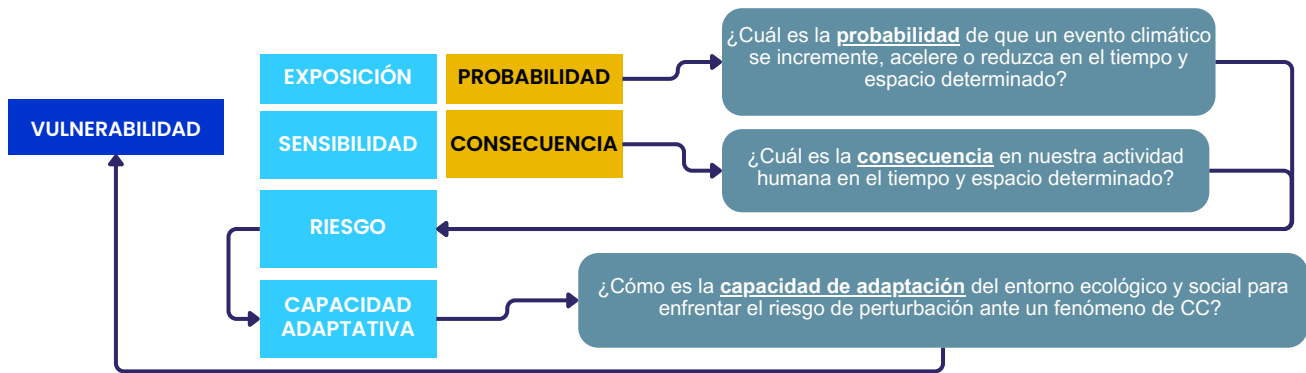 ¿Cuál es la probabilidad de que un evento climático
se incremente, acelere o reduzca en el tiempo y
espacio determinado?
EXPOSICIÓN
PROBABILIDAD
VULNERABILIDAD
SENSIBILIDAD
CONSECUENCIA
¿Cuál es la consecuencia en nuestra actividad
humana en el tiempo y espacio determinado?
RIESGO
CAPACIDAD
ADAPTATIVA
¿Cómo es la capacidad de adaptación del entorno ecológico y social para
enfrentar el riesgo de perturbación ante un fenómeno de CC?